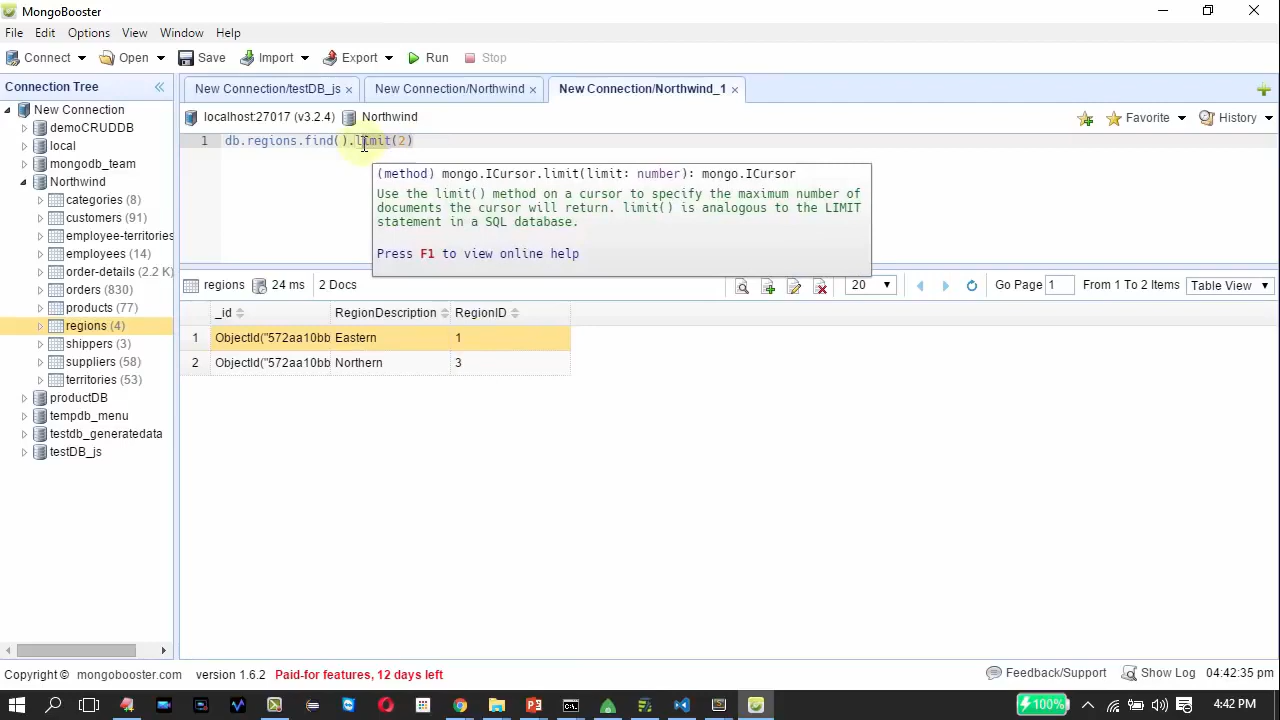 MongoBooster
File Edit Options View Window Help
Connect Open Save Import Export Run Stop
Connection Tree
New Connection/testDB_js × New Connection/Northwind × New Connection/Northwind_1 ×
New Connection
localhost:27017 (v3.2.4) Northwind Favorite History
demoCRUDDB
1 db.regions.find().limit(2)
local
mongodb_team
Northwind
(method) mongo.ICursor.limit(limit: number): mongo.ICursor
Use the limit() method on a cursor to specify the maximum number of
documents the cursor will return. limit() is analogous to the LIMIT
statement in a SQL database.
Press F1 to view online help
categories (8)
customers (91)
employee-territories
employees (14)
order-details (2.2 K)
orders (830)
products (77)
regions (4)
shippers (3)
suppliers (58)
territories (53)
productDB
tempdb_menu
testdb_generatedata
testDB_js
regions 24 ms 2 Docs 20 Go Page 1 From 1 To 2 Items Table View
_id RegionDescription RegionID
1 ObjectId("572aa10bb Eastern 1
2 ObjectId("572aa10bb Northern 3
Copyright © mongobooster.com version 1.6.2 Paid-for features, 12 days left Feedback/Support Show Log 04:42:35 pm
100% 4:42 PM